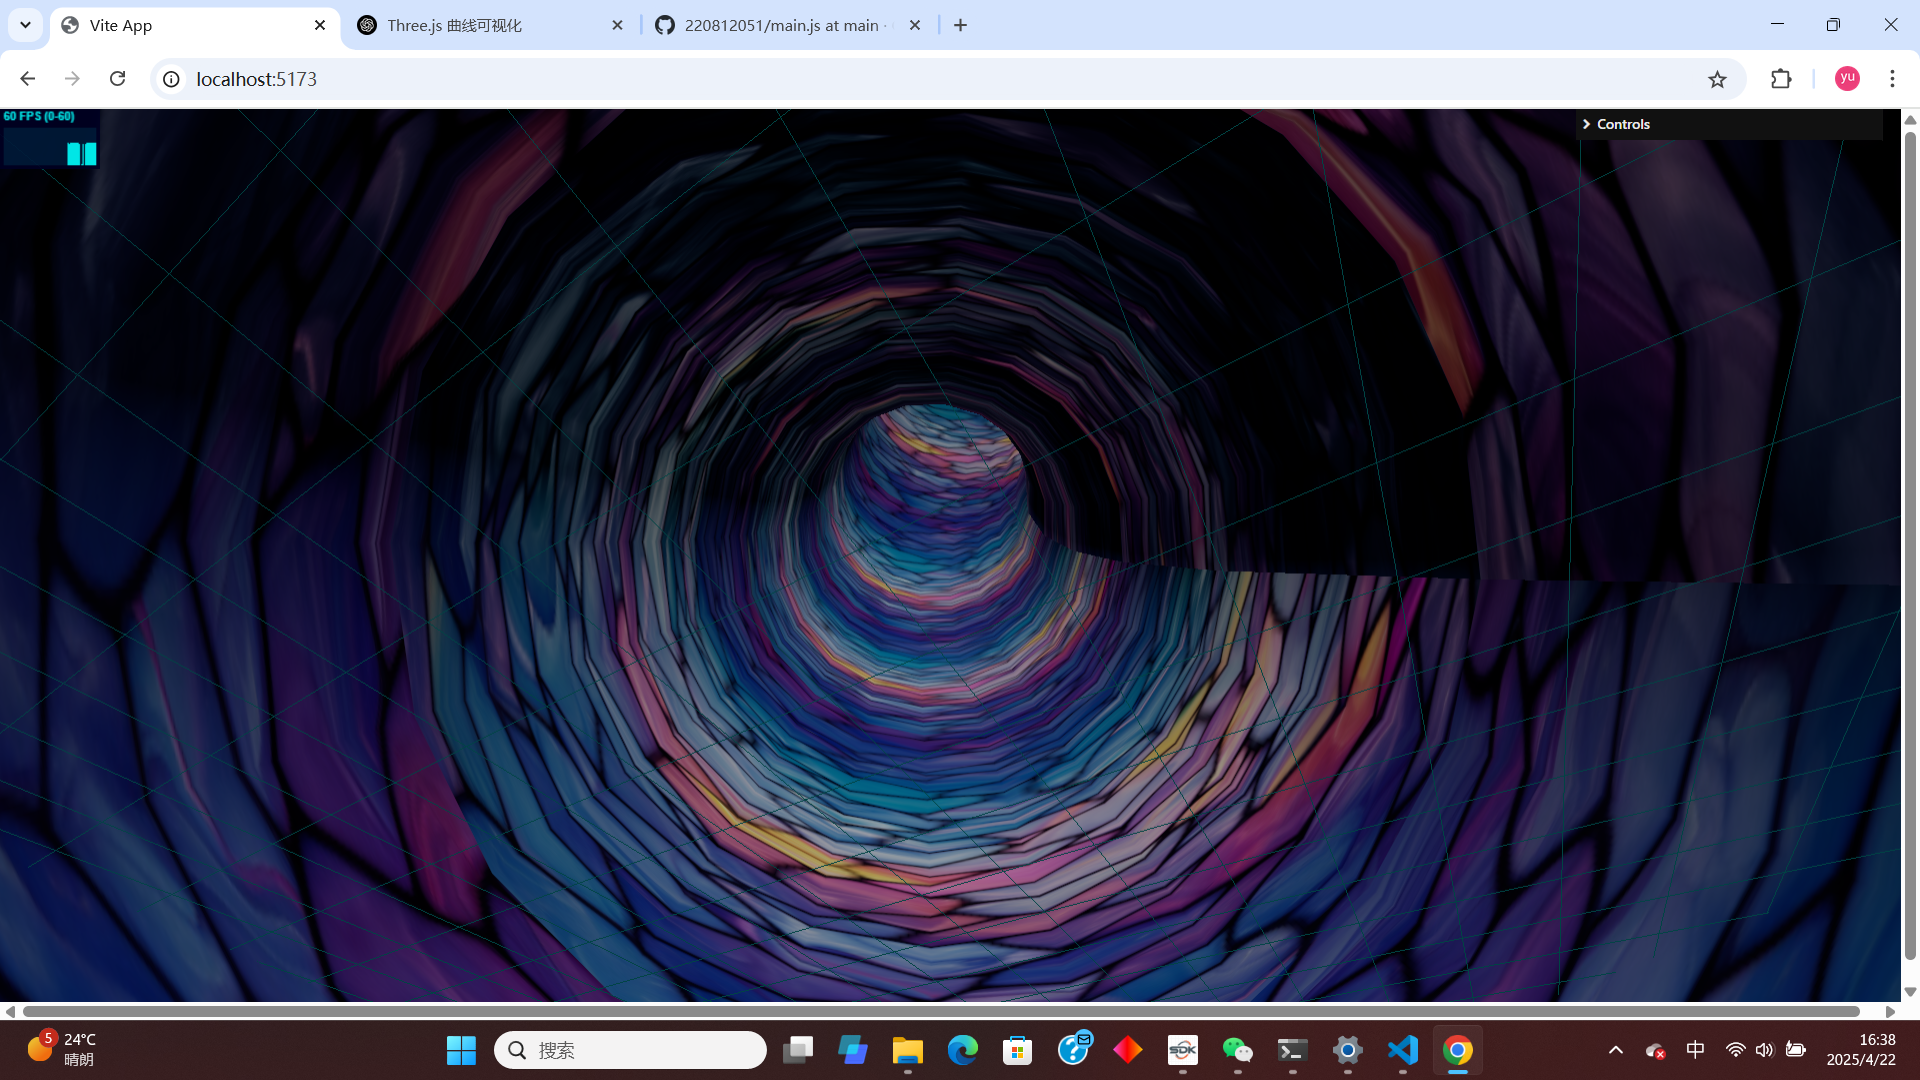 Vite App
Three.js 曲线可视化
220812051/main.js at main ·
localhost:5173
yu
60 FPS (0-60)
Controls
5
24°C
晴朗
搜索
SDK
中
16:38
2025/4/22